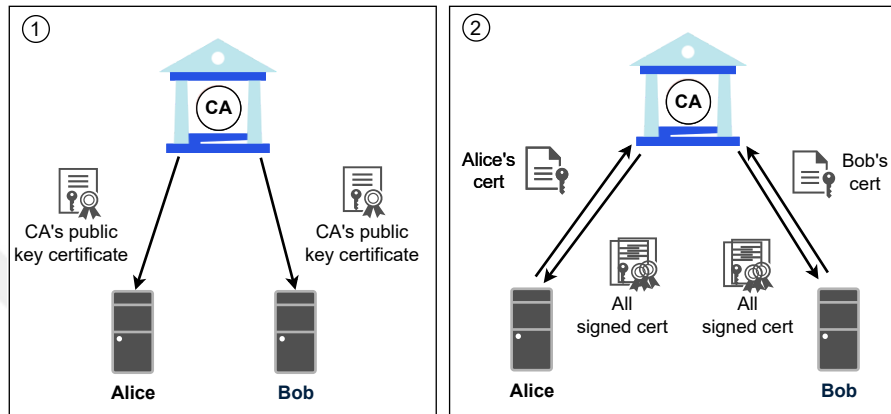 1
CA
CA's public
key certificate
CA's public
key certificate
Alice
Bob
2
CA
Alice's
cert
Bob's
cert
All
signed cert
All
signed cert
Alice
Bob